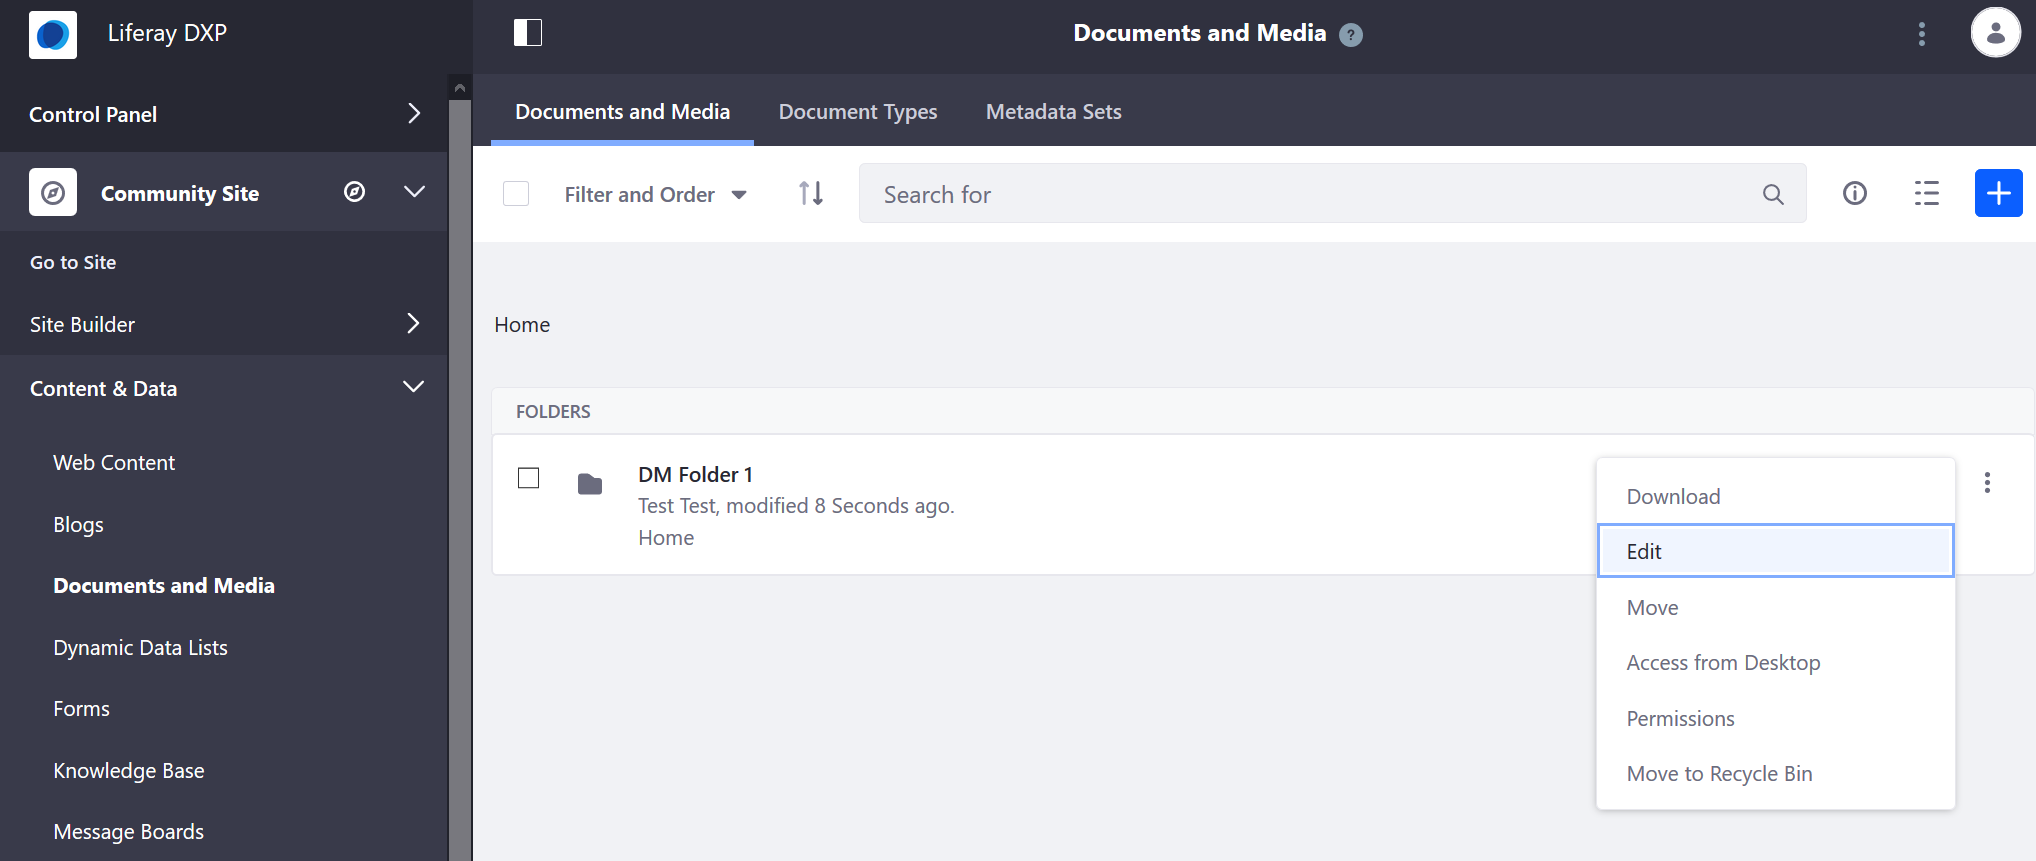 Liferay DXP
Documents and Media ?
Control Panel
Documents and Media Document Types Metadata Sets
Community Site
Filter and Order Search for
Go to Site
Site Builder
Home
Content & Data
FOLDERS
Web Content
Blogs
Documents and Media
Dynamic Data Lists
Forms
Knowledge Base
Message Boards
DM Folder 1
Test Test, modified 8 Seconds ago.
Home
Download
Edit
Move
Access from Desktop
Permissions
Move to Recycle Bin